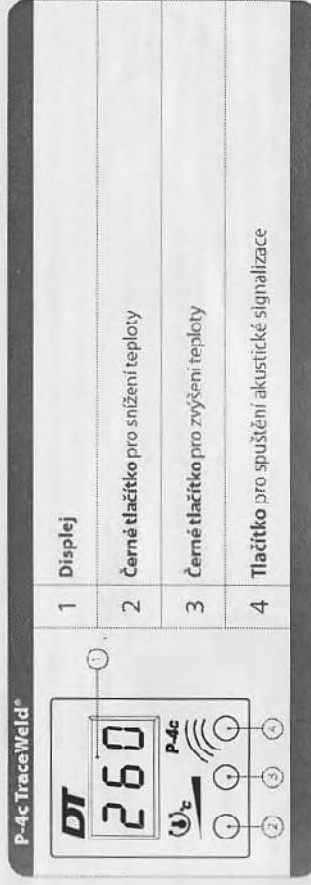 P-4c TraceWeld®
DT
260
°C
P-4c
1
2
3
4
1 Displej
2 Černé tlačítko pro snížení teploty
3 Černé tlačítko pro zvýšení teploty
4 Tlačítko pro spuštění akustické signalizace